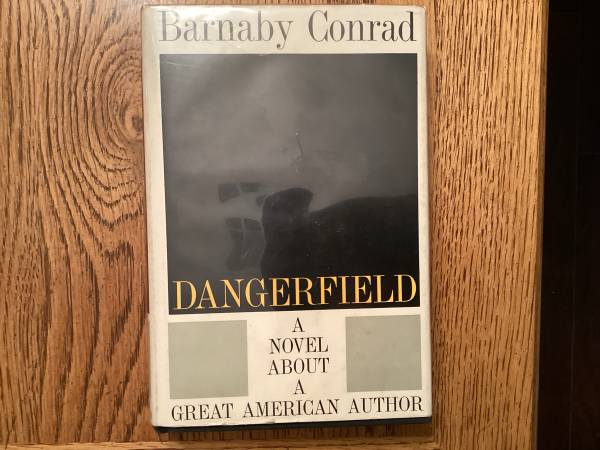 Barnaby Conrad
DANGERFIELD
A
NOVEL
ABOUT
A
GREAT AMERICAN AUTHOR